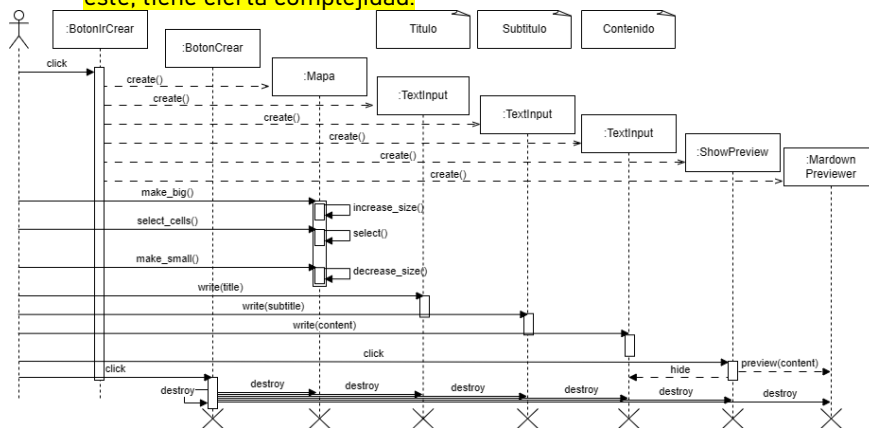 este, tiene cierta complejidad.
:BotonIrCrear
:BotonCrear
Titulo
Subtitulo
Contenido
click
create()
:Mapa
create()
:TextInput
create()
:TextInput
create()
:TextInput
create()
:ShowPreview
create()
:Mardown
Previewer
make_big()
increase_size()
select_cells()
select()
make_small()
decrease_size()
write(title)
write(subtitle)
write(content)
click
preview(content)
click
hide
destroy
destroy
destroy
destroy
destroy
destroy
destroy